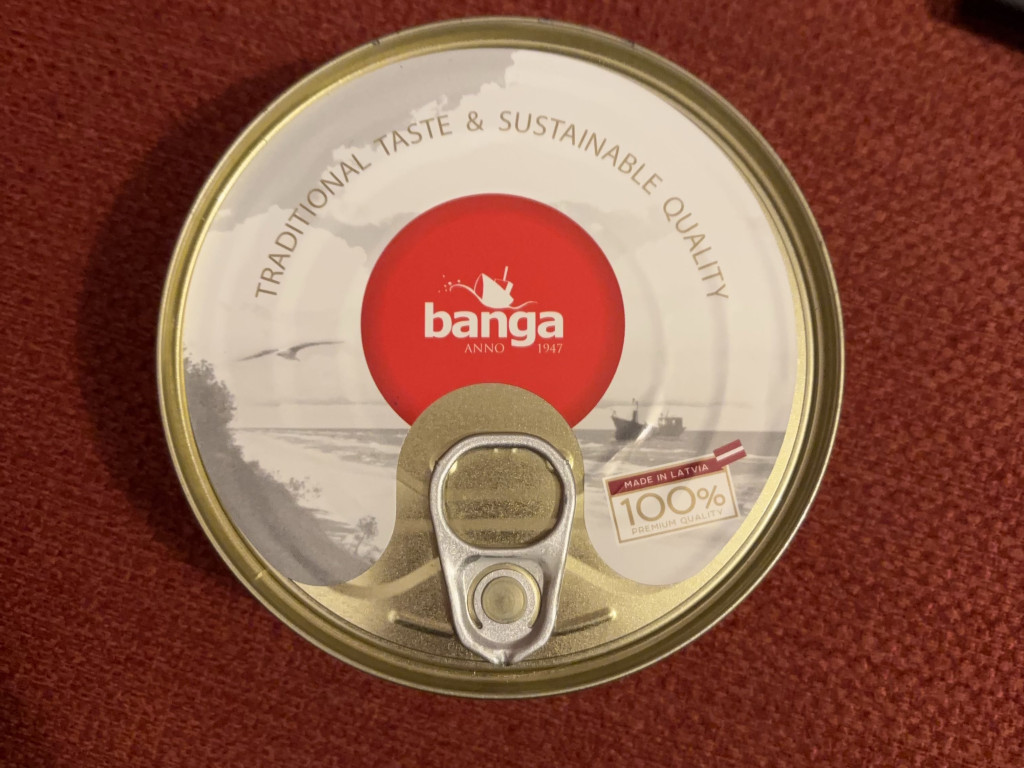 TRADITIONAL TASTE & SUSTAINABLE QUALITY
banga
ANNO 1947
MADE IN LATVIA
100%
PREMIUM QUALITY